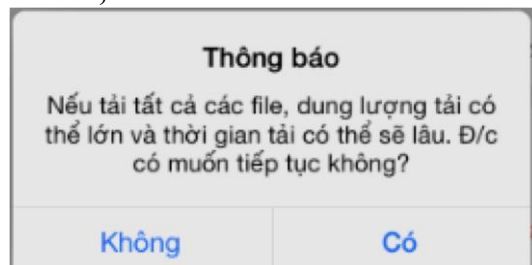 Thông báo
Nếu tải tất cả các file, dung lượng tải có
thể lớn và thời gian tải có thể sẽ lâu. Đ/c
có muốn tiếp tục không?
Không
Có